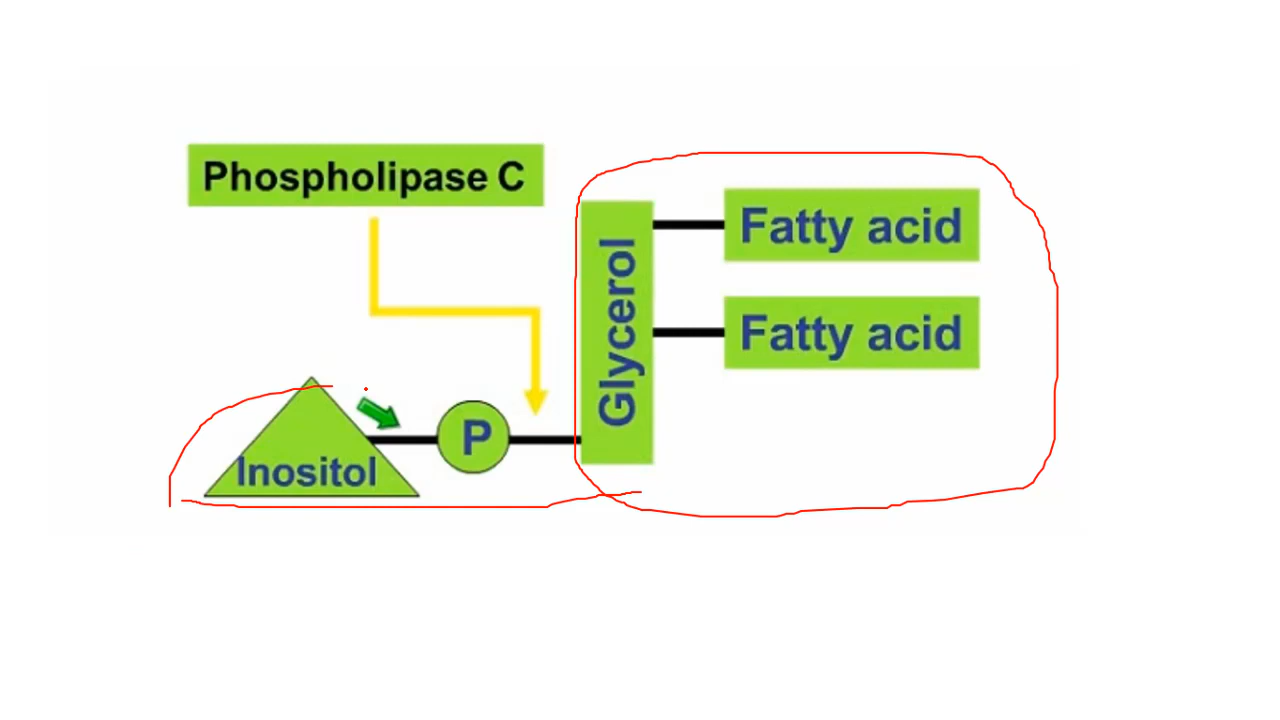 Phospholipase C
Glycerol
Fatty acid
Fatty acid
Inositol
P